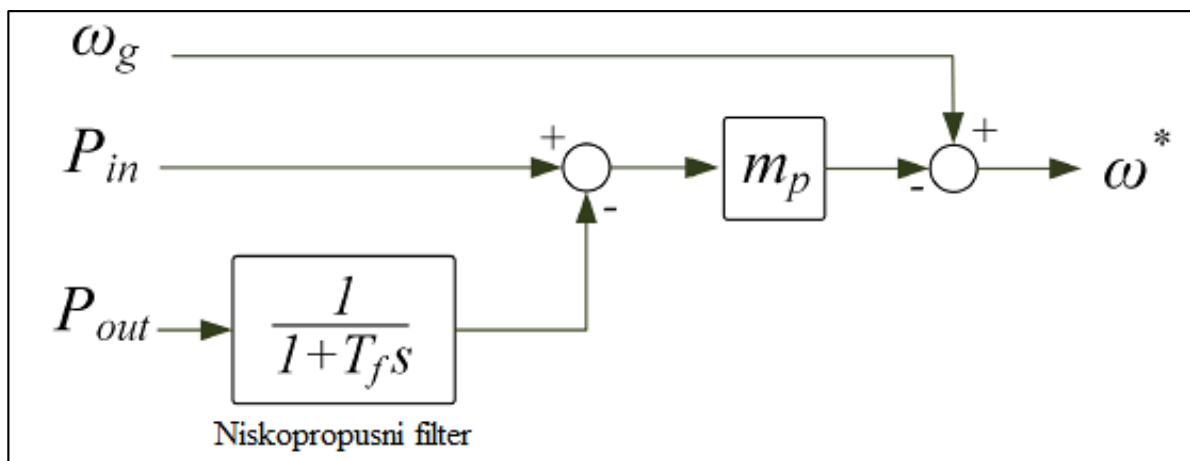 ω_g
+
+
P_in
m_p
ω*
-
-
P_out
1
1+T_f s
Niskopropusni filter